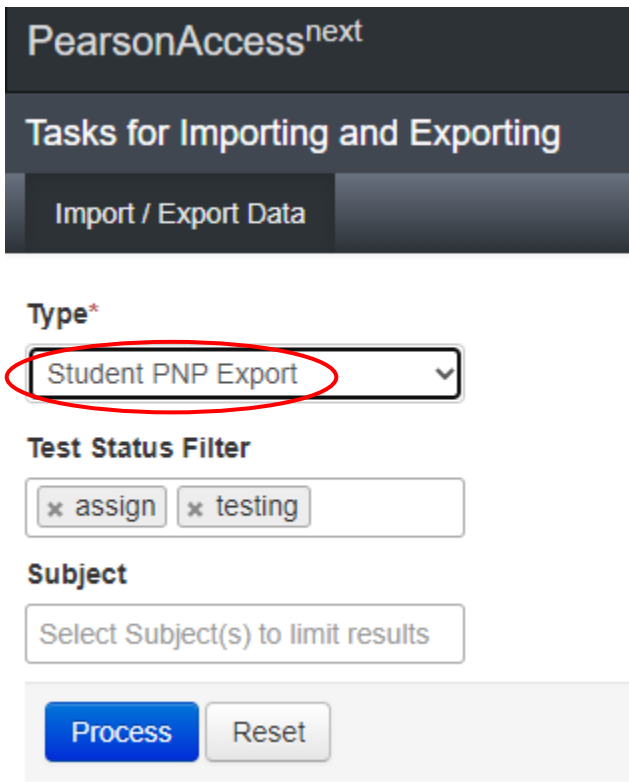 PearsonAccessnext
Tasks for Importing and Exporting
Import / Export Data
Type*
Student PNP Export
Test Status Filter
× assign × testing
Subject
Select Subject(s) to limit results
Process Reset